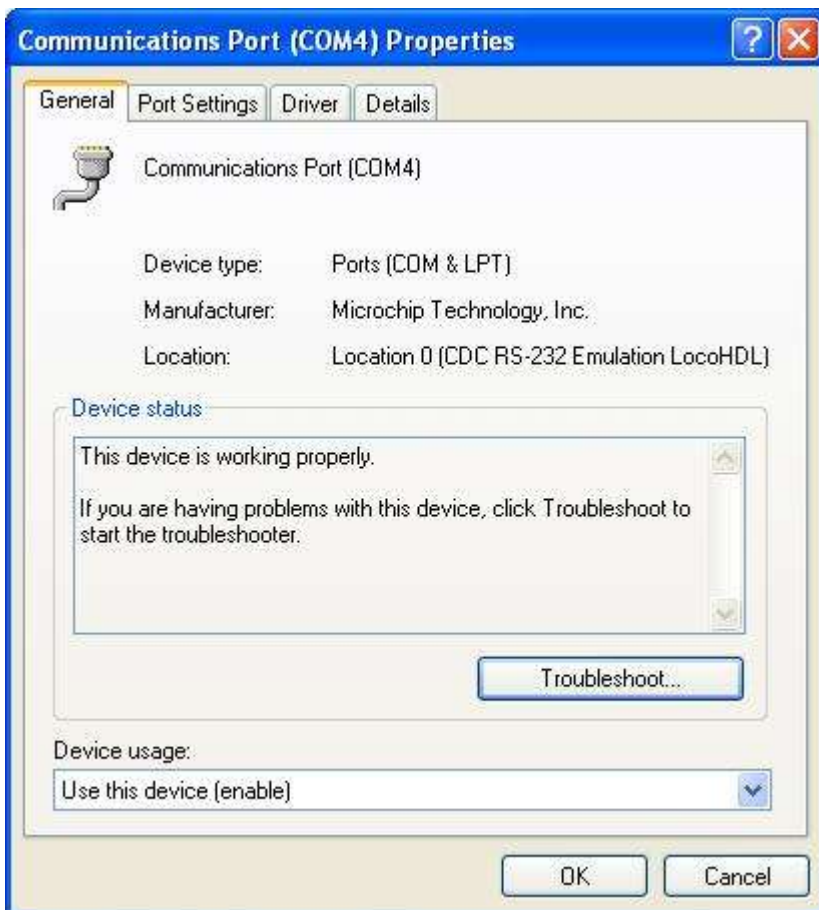 Communications Port (COM4) Properties
?
General Port Settings Driver Details
Communications Port (COM4)
Device type: Ports (COM & LPT)
Manufacturer: Microchip Technology, Inc.
Location: Location 0 (CDC RS-232 Emulation LocoHDL)
Device status
This device is working properly.
If you are having problems with this device, click Troubleshoot to
start the troubleshooter.
Troubleshoot...
Device usage:
Use this device (enable)
OK Cancel